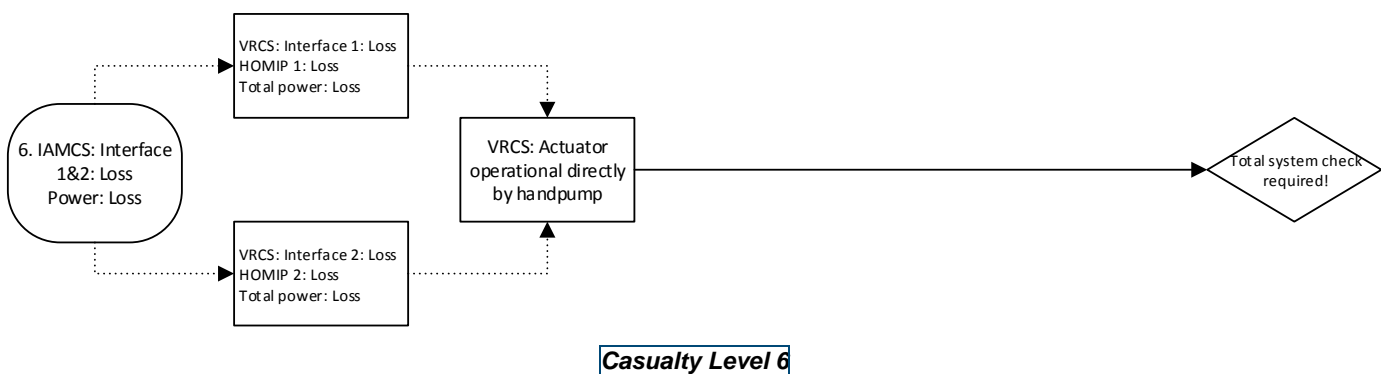 6. IAMCS: Interface
1&2: Loss
Power: Loss
VRCS: Interface 1: Loss
HOMIP 1: Loss
Total power: Loss
VRCS: Interface 2: Loss
HOMIP 2: Loss
Total power: Loss
VRCS: Actuator
operational directly
by handpump
Total system check
required!
Casualty Level 6